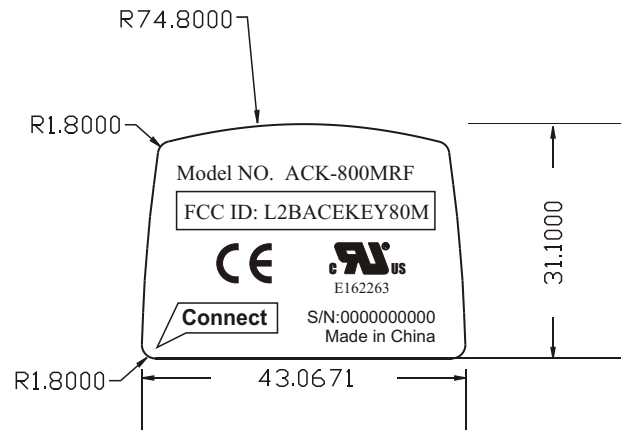 R74.8000
R1.8000
Model NO. ACK-800MRF
FCC ID: L2BACEKEY80M
CE
c RU ® US
E162263
31.1000
Connect
S/N:0000000000
Made in China
R1.8000
43.0671